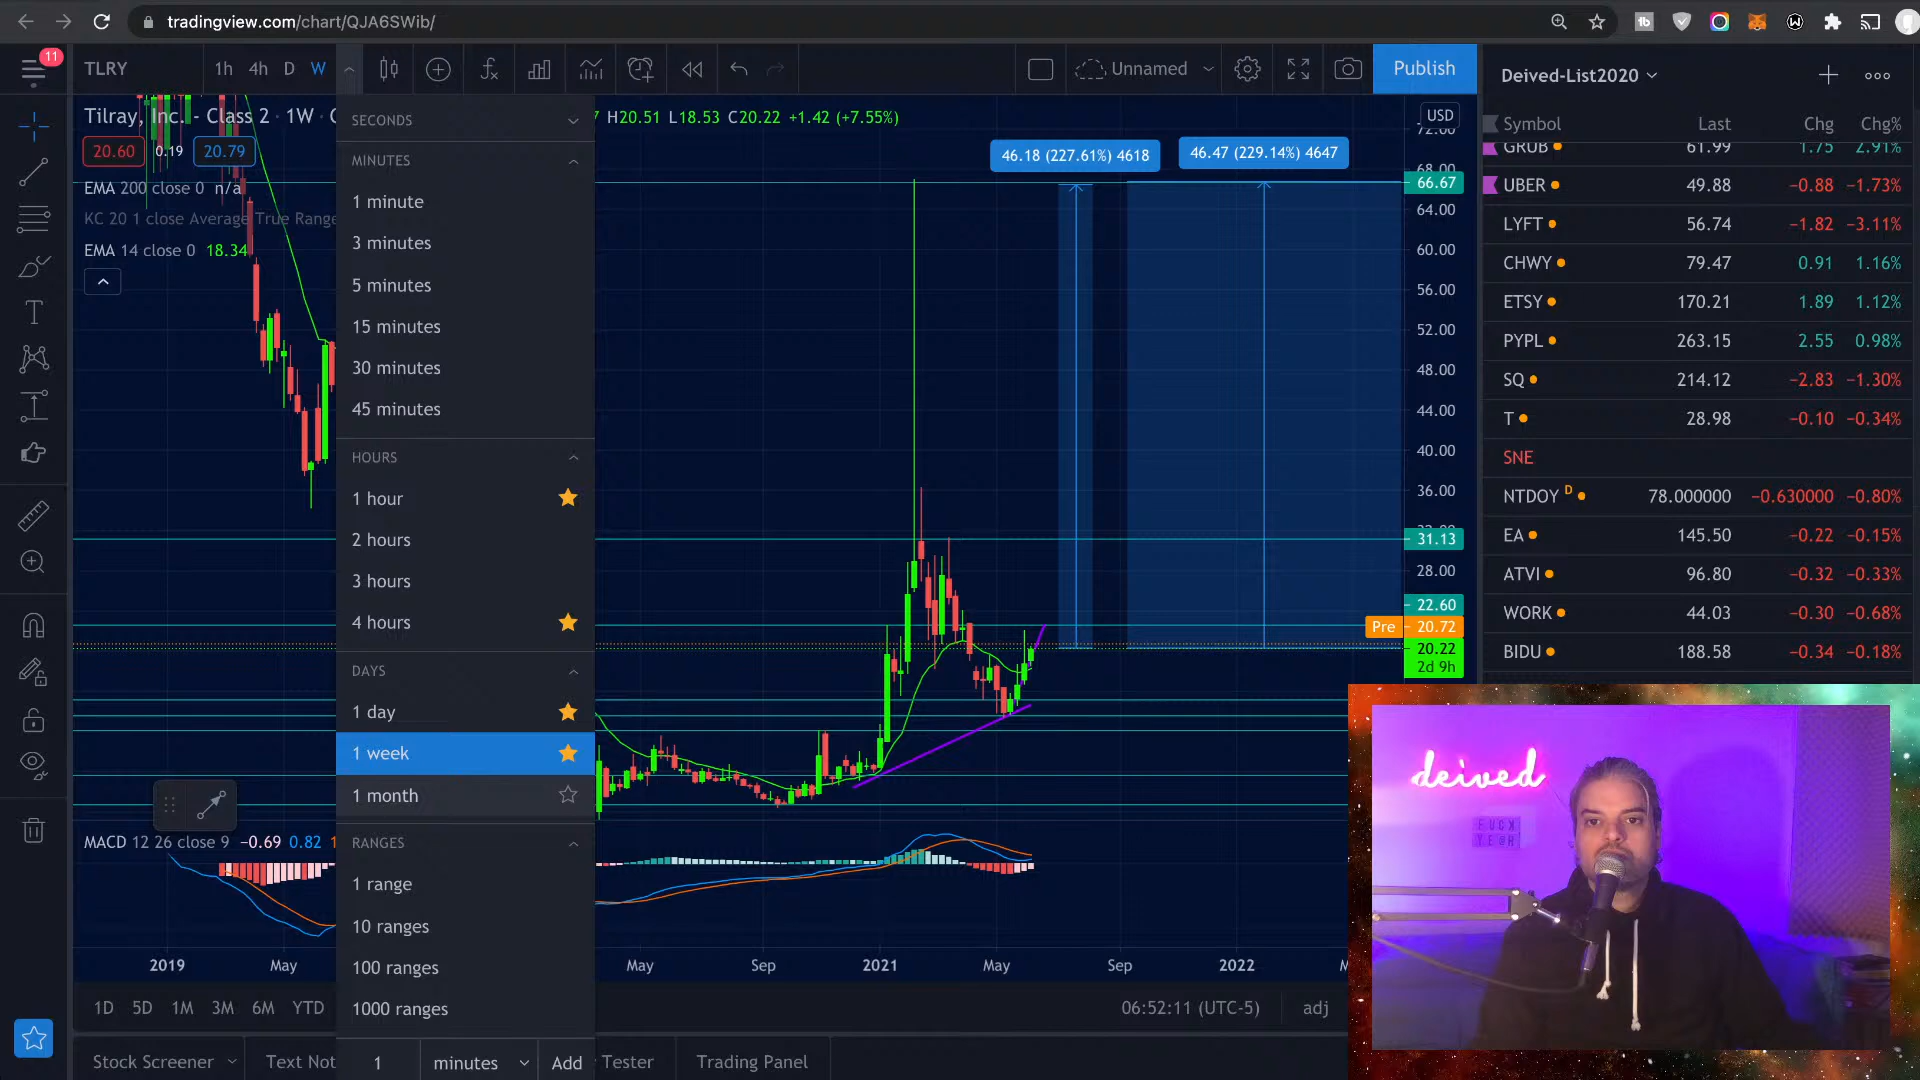 tradingview.com/chart/QJA6SWib/
11
TLRY
1h 4h D W
Unnamed
Publish
Tilray, Inc. - Class 2 · 1W ·
H20.51 L18.53 C20.22 +1.42 (+7.55%)
20.60 0.19 20.79
EMA 200 close 0 n/a
KC 20 1 close Average True Range
EMA 14 close 0 18.34
SECONDS
MINUTES
1 minute
3 minutes
5 minutes
15 minutes
30 minutes
45 minutes
HOURS
1 hour
2 hours
3 hours
4 hours
DAYS
1 day
1 week
1 month
RANGES
1 range
10 ranges
100 ranges
1000 ranges
1 minutes Add
46.18 (227.61%) 4618
46.47 (229.14%) 4647
USD
72.00
68.00
66.67
64.00
60.00
56.00
52.00
48.00
44.00
40.00
36.00
31.13
28.00
22.60
Pre 20.72
20.22
2d 9h
MACD 12 26 close 9 −0.69 0.82
2019 May May Sep 2021 May Sep 2022
1D 5D 1M 3M 6M YTD
06:52:11 (UTC-5) adj
Stock Screener Text Not Tester Trading Panel
Deived-List2020
Symbol Last Chg Chg%
GRUB 61.99 1.75 2.91%
UBER 49.88 −0.88 −1.73%
LYFT 56.74 −1.82 −3.11%
CHWY 79.47 0.91 1.16%
ETSY 170.21 1.89 1.12%
PYPL 263.15 2.55 0.98%
SQ 214.12 −2.83 −1.30%
T 28.98 −0.10 −0.34%
SNE
NTDOY D 78.000000 −0.630000 −0.80%
EA 145.50 −0.22 −0.15%
ATVI 96.80 −0.32 −0.33%
WORK 44.03 −0.30 −0.68%
BIDU 188.58 −0.34 −0.18%
deived
FUCK
YE@H